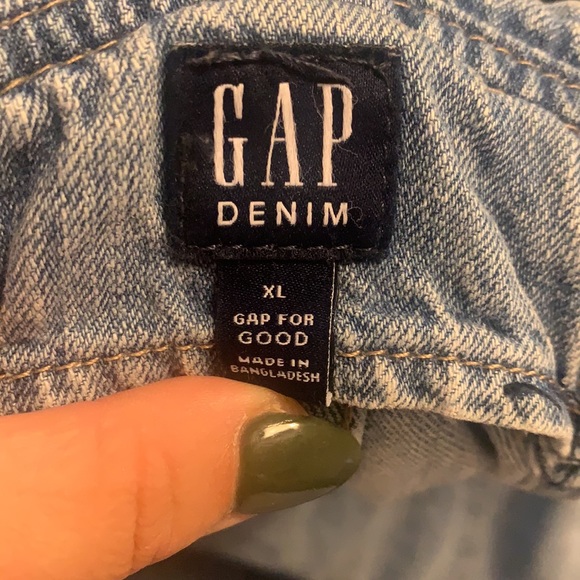 GAP
DENIM
XL
GAP FOR
GOOD
MADE IN
BANGLADESH